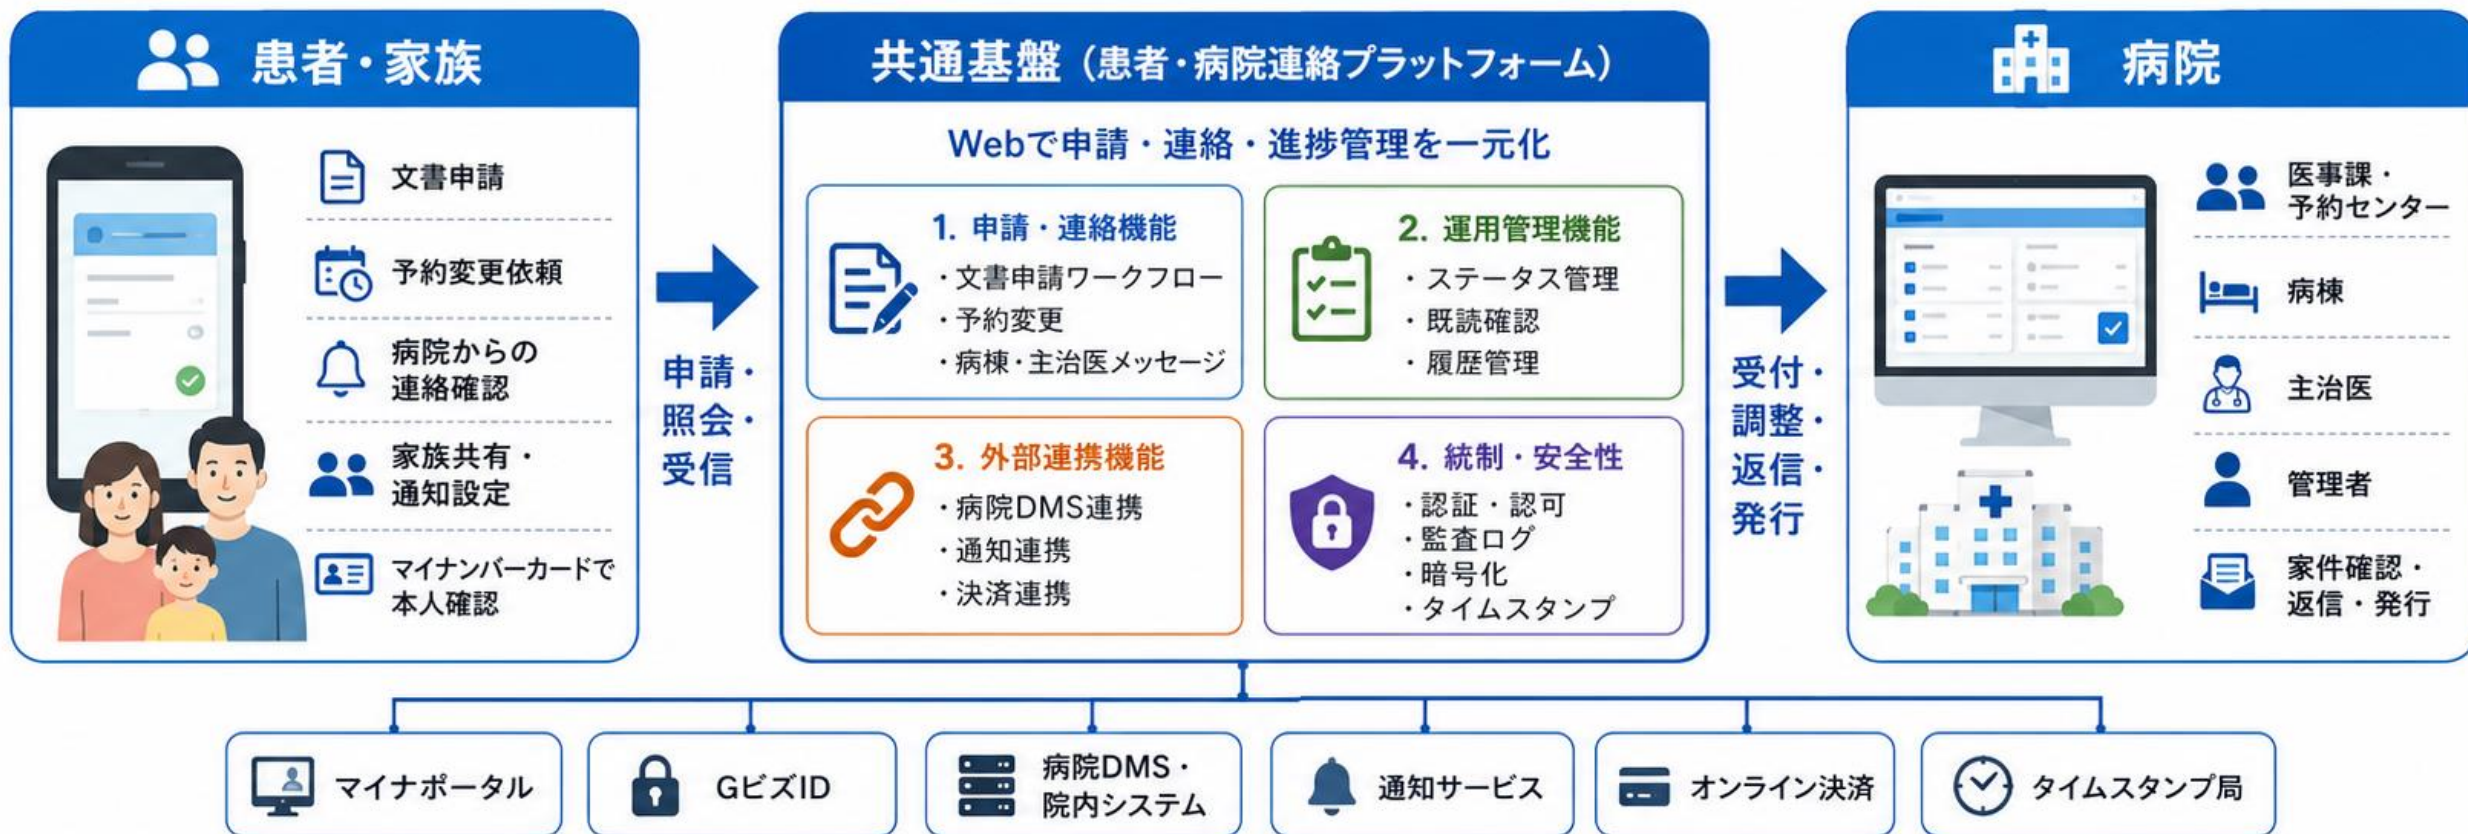 患者・家族
文書申請
予約変更依頼
病院からの
連絡確認
家族共有・
通知設定
マイナンバーカードで
本人確認
申請・
照会・
受信
共通基盤（患者・病院連絡プラットフォーム）
Webで申請・連絡・進捗管理を一元化
1. 申請・連絡機能
・文書申請ワークフロー
・予約変更
・病棟・主治医メッセージ
2. 運用管理機能
・ステータス管理
・既読確認
・履歴管理
3. 外部連携機能
・病院DMS連携
・通知連携
・決済連携
4. 統制・安全性
・認証・認可
・監査ログ
・暗号化
・タイムスタンプ
受付・
調整・
返信・
発行
病院
医事課・
予約センター
病棟
主治医
管理者
家件確認・
返信・発行
マイナポータル
GビズID
病院DMS・
院内システム
通知サービス
オンライン決済
タイムスタンプ局